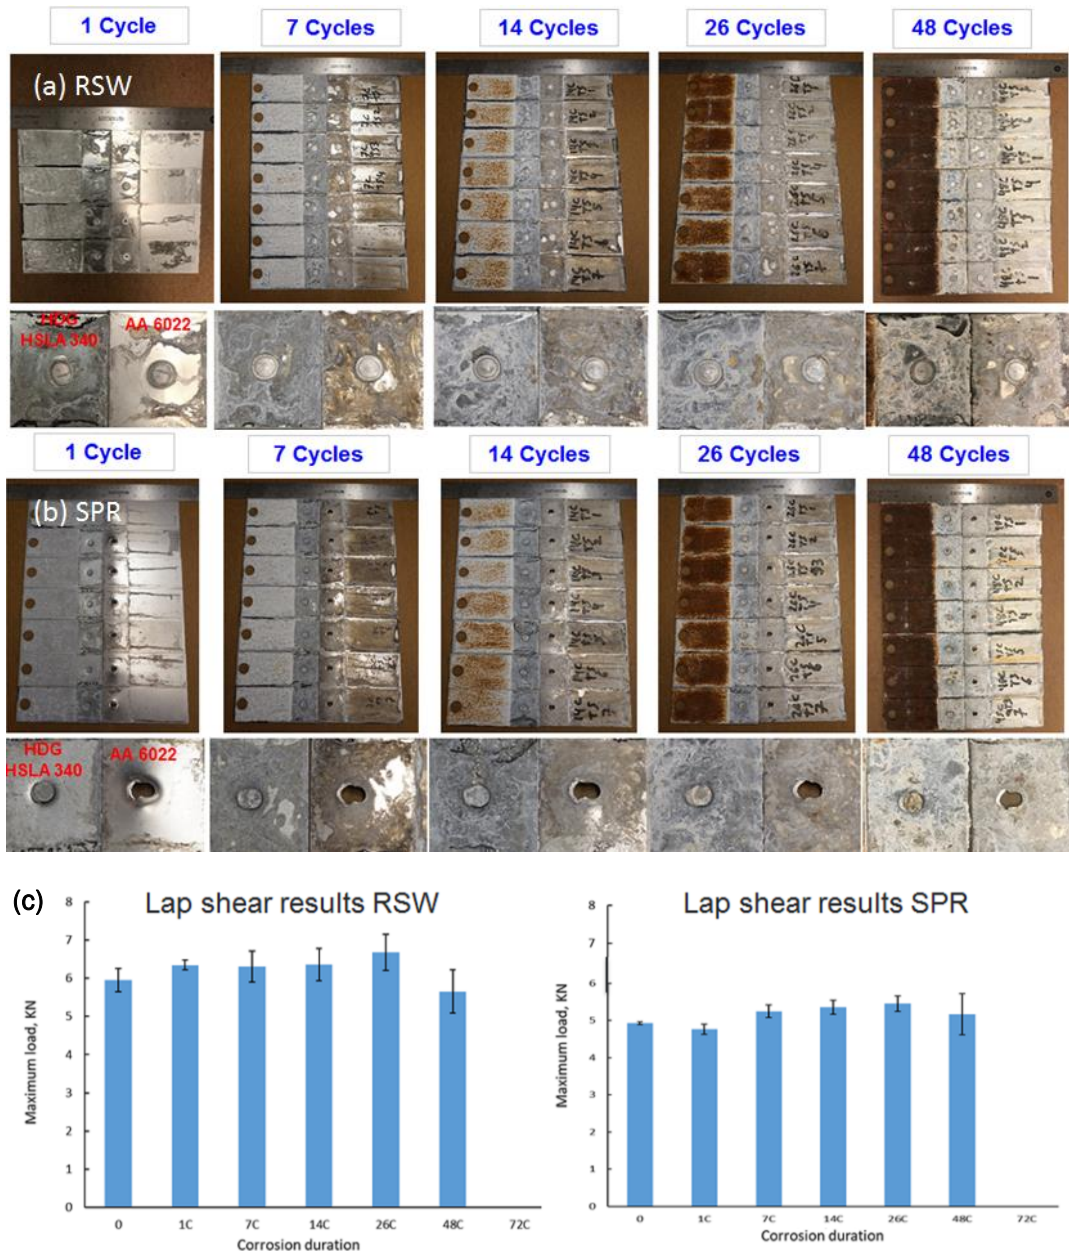 1 Cycle
7 Cycles
14 Cycles
26 Cycles
48 Cycles
(a) RSW
HDG
HSLA 340
AA 6022
1 Cycle
7 Cycles
14 Cycles
26 Cycles
48 Cycles
(b) SPR
HDG
HSLA 340
AA 6022
(c)
Lap shear results RSW
Maximum load, KN
8
7
6
5
4
3
2
1
0
0 1C 7C 14C 26C 48C 72C
Corrosion duration
Lap shear results SPR
Maximum load, KN
8
7
6
5
4
3
2
1
0
0 1C 7C 14C 26C 48C 72C
Corrosion duration